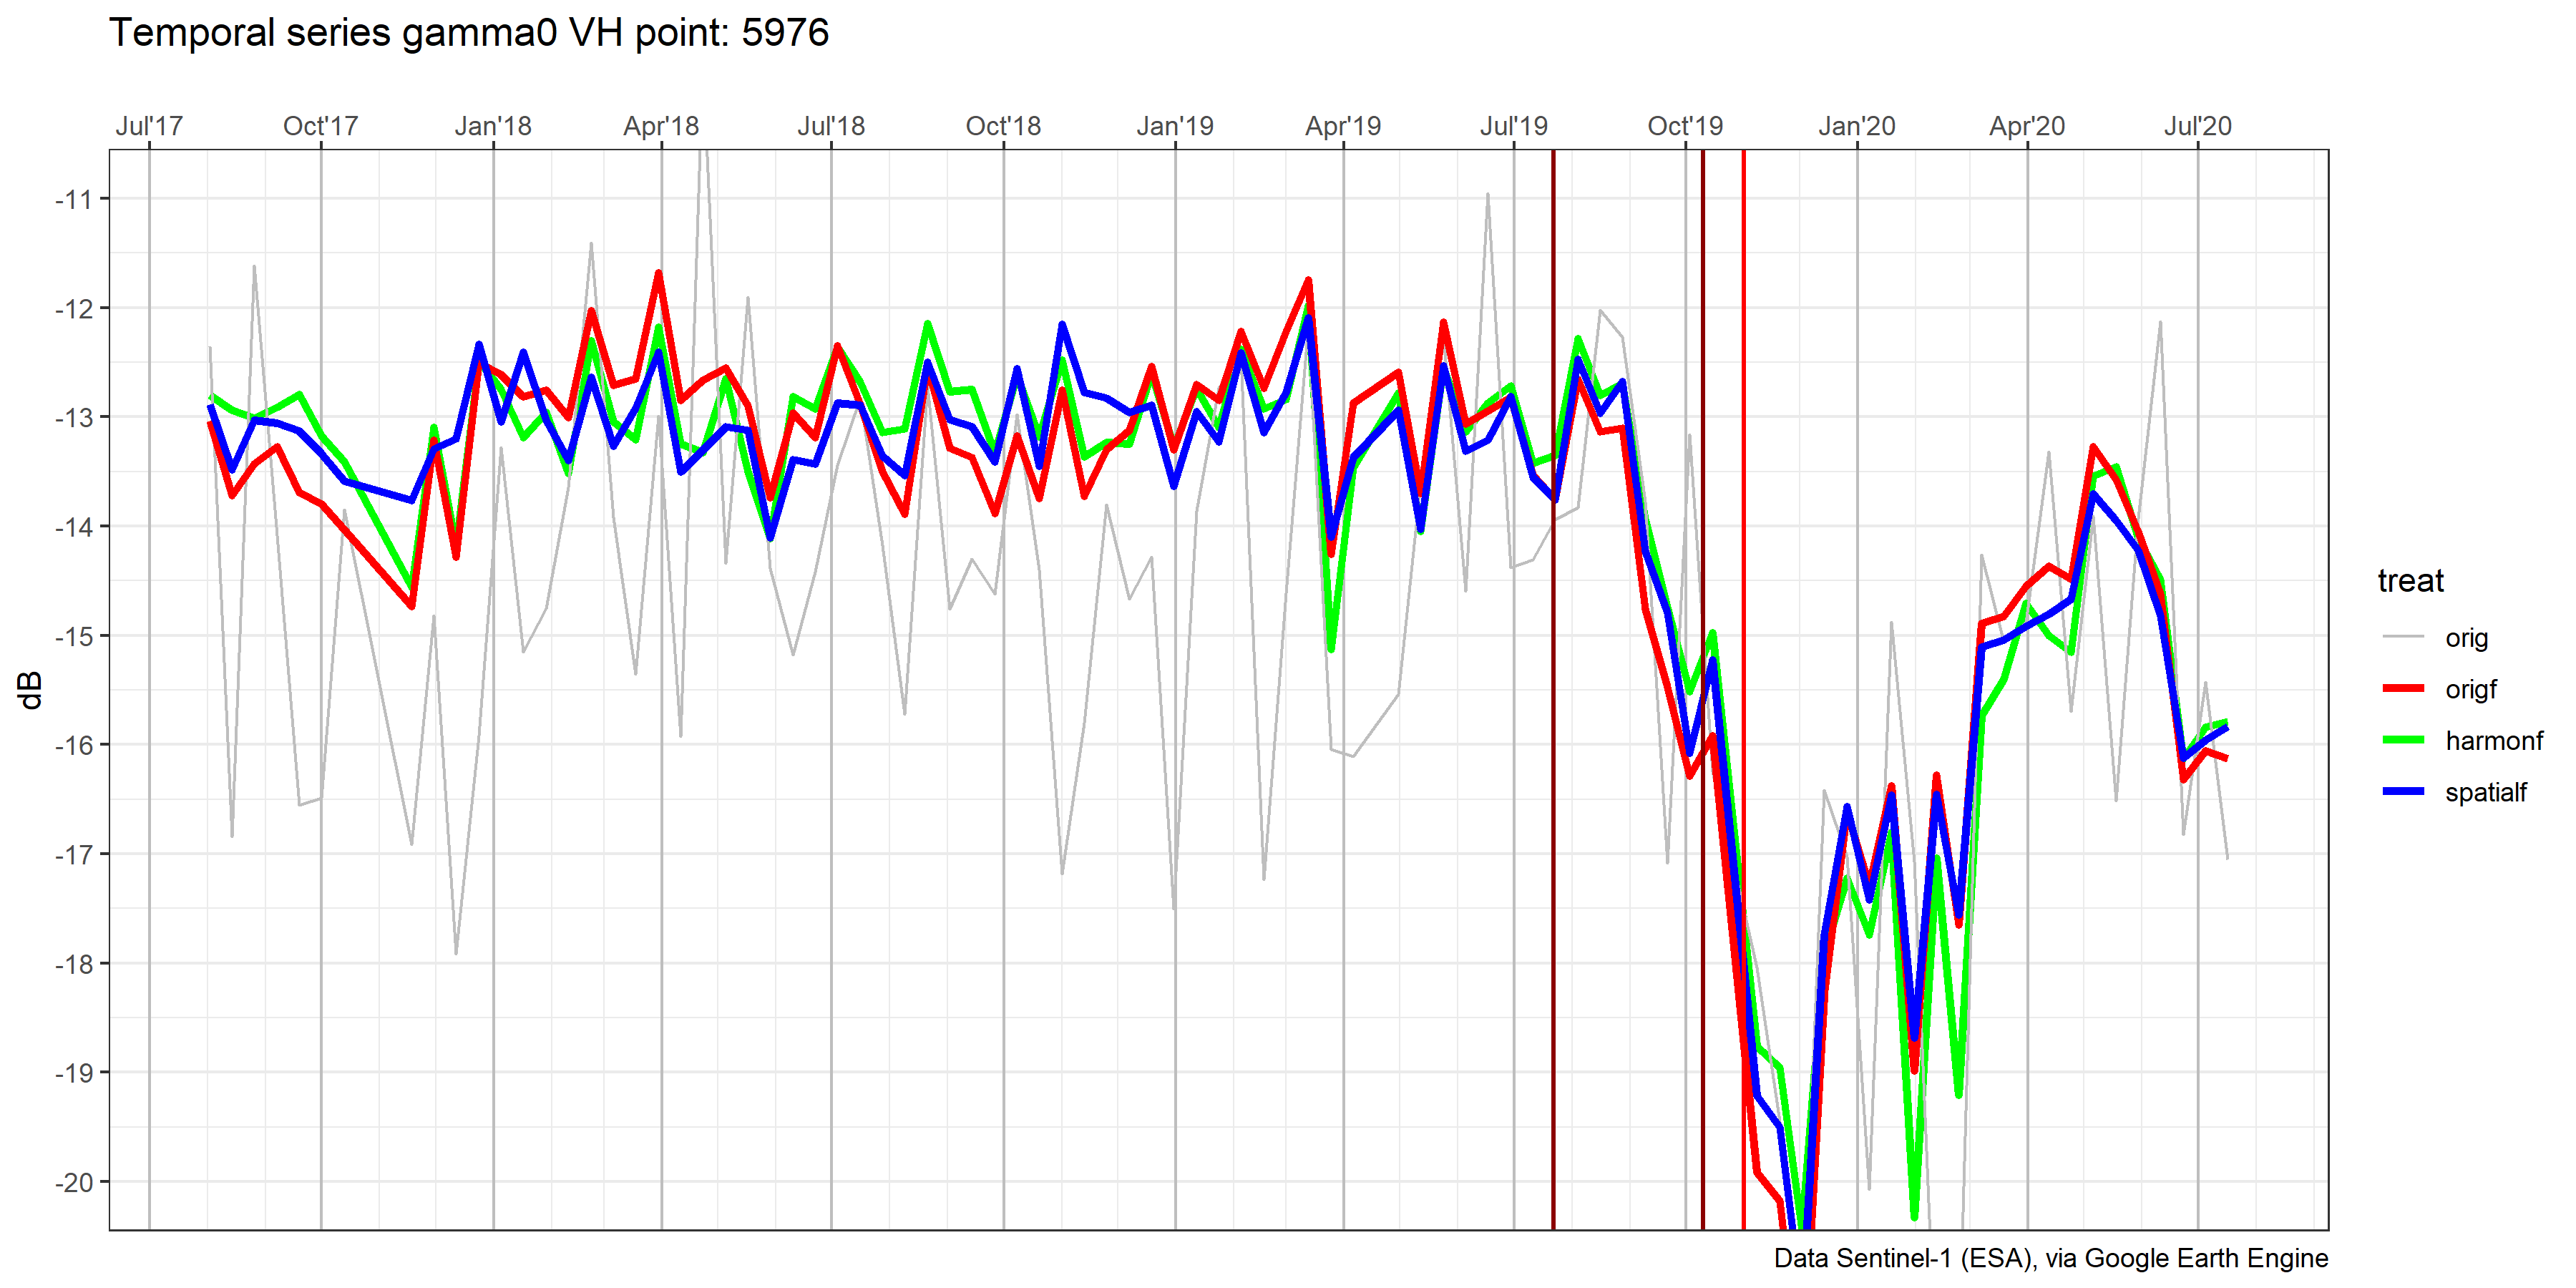 Temporal series gamma0 VH point: 5976
Jul'17 Oct'17 Jan'18 Apr'18 Jul'18 Oct'18 Jan'19 Apr'19 Jul'19 Oct'19 Jan'20 Apr'20 Jul'20
-11
-12
-13
-14
-15
-16
-17
-18
-19
-20
dB
treat
orig
origf
harmonf
spatialf
Data Sentinel-1 (ESA), via Google Earth Engine